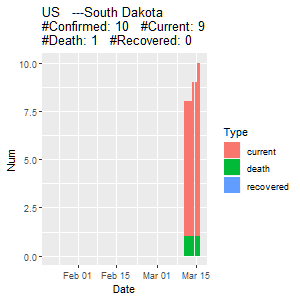 US   ---South Dakota
#Confirmed: 10   #Current: 9
#Death: 1   #Recovered: 0
10.0
7.5
5.0
2.5
0.0
Num
Feb 01   Feb 15   Mar 01   Mar 15
Date
Type
current
death
recovered